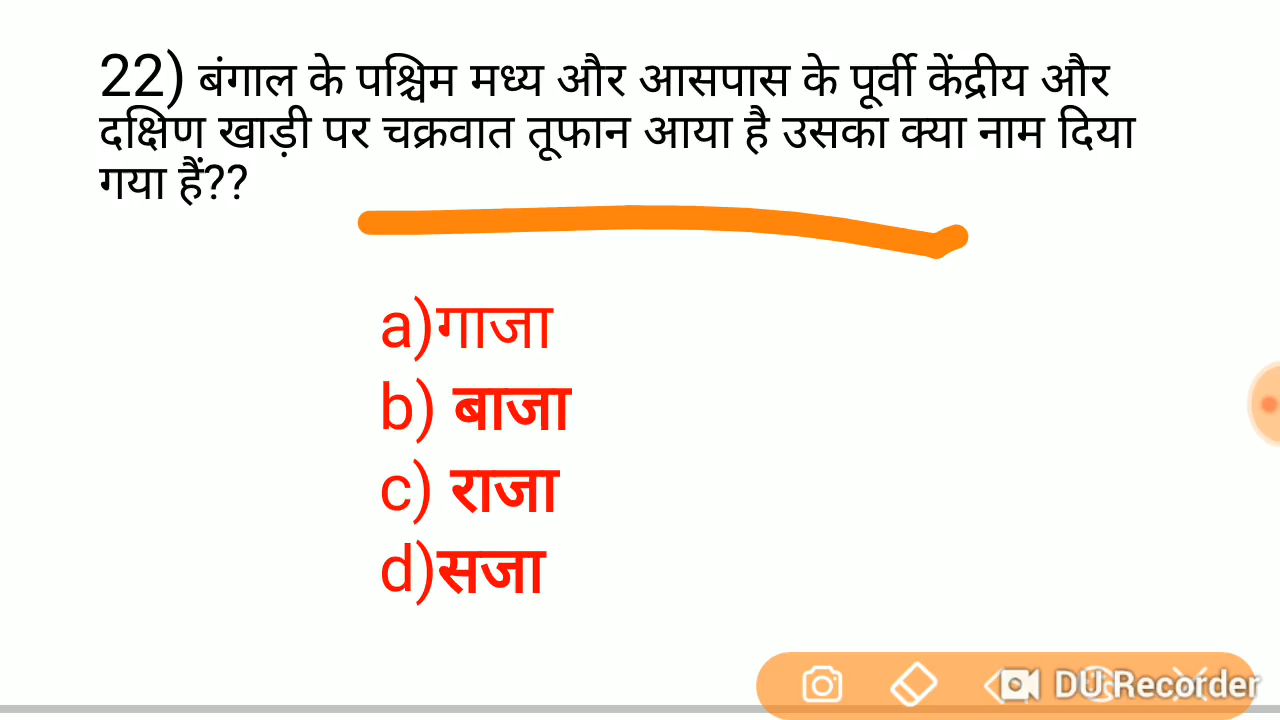 22) बंगाल के पश्चिम मध्य और आसपास के पूर्वी केंद्रीय और
दक्षिण खाड़ी पर चक्रवात तूफान आया है उसका क्या नाम दिया
गया हैं??
a)गाजा
b) बाजा
c) राजा
d)सजा
DU Recorder